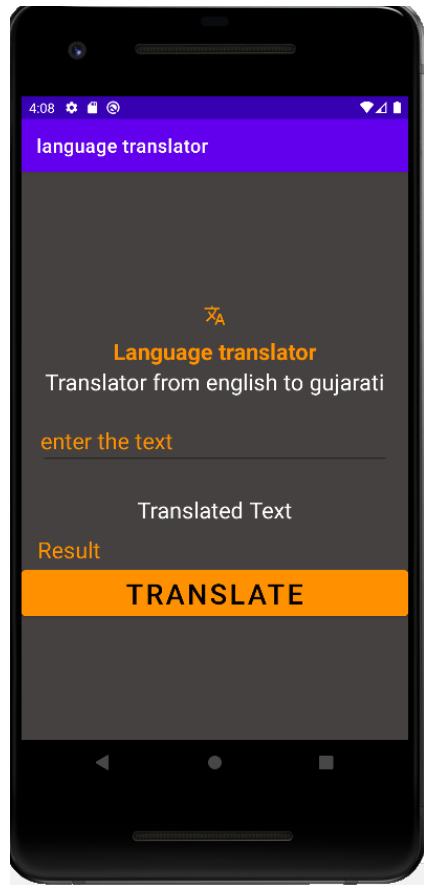 4:08
language translator
Language translator
Translator from english to gujarati
enter the text
Translated Text
Result
TRANSLATE